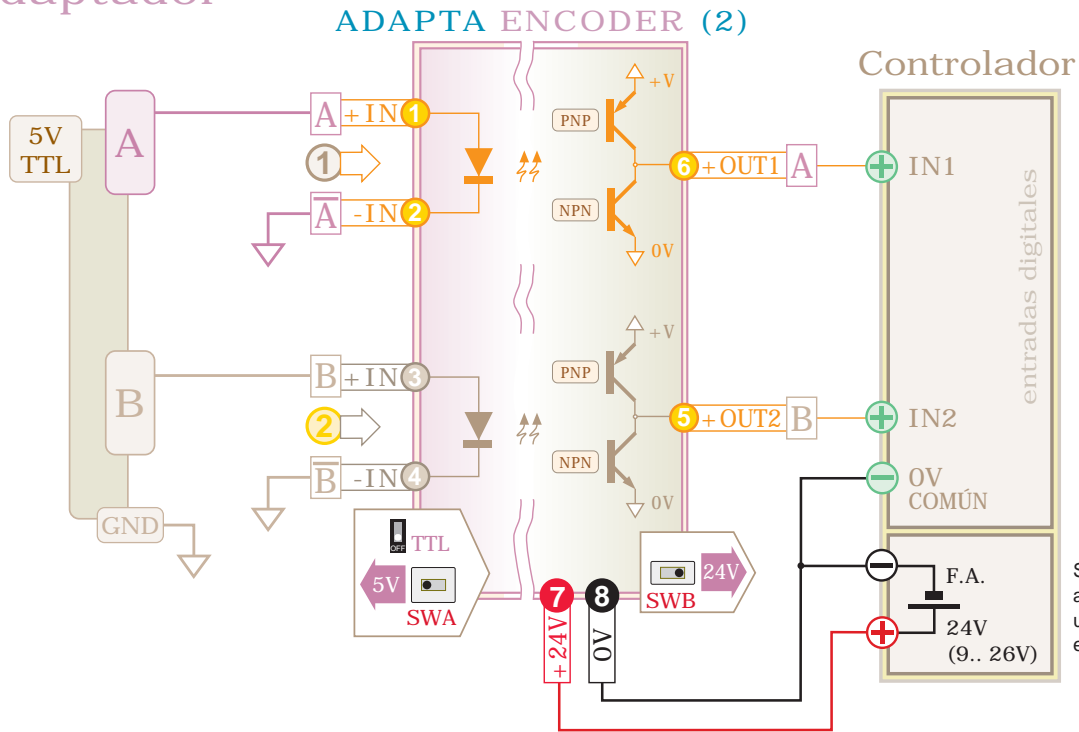 ADAPTA ENCODER (2)
Controlador
5V
TTL
A
A
+IN
1
1
A
-IN
2
PNP
+V
NPN
0V
6
+OUT1
A
IN1
entradas digitales
B
B
+IN
3
2
B
-IN
4
PNP
+V
NPN
0V
5
+OUT2
B
IN2
0V
COMÚN
GND
OFF
TTL
5V
SWA
24V
SWB
7
8
+24V
0V
F.A.
24V
(9.. 26V)